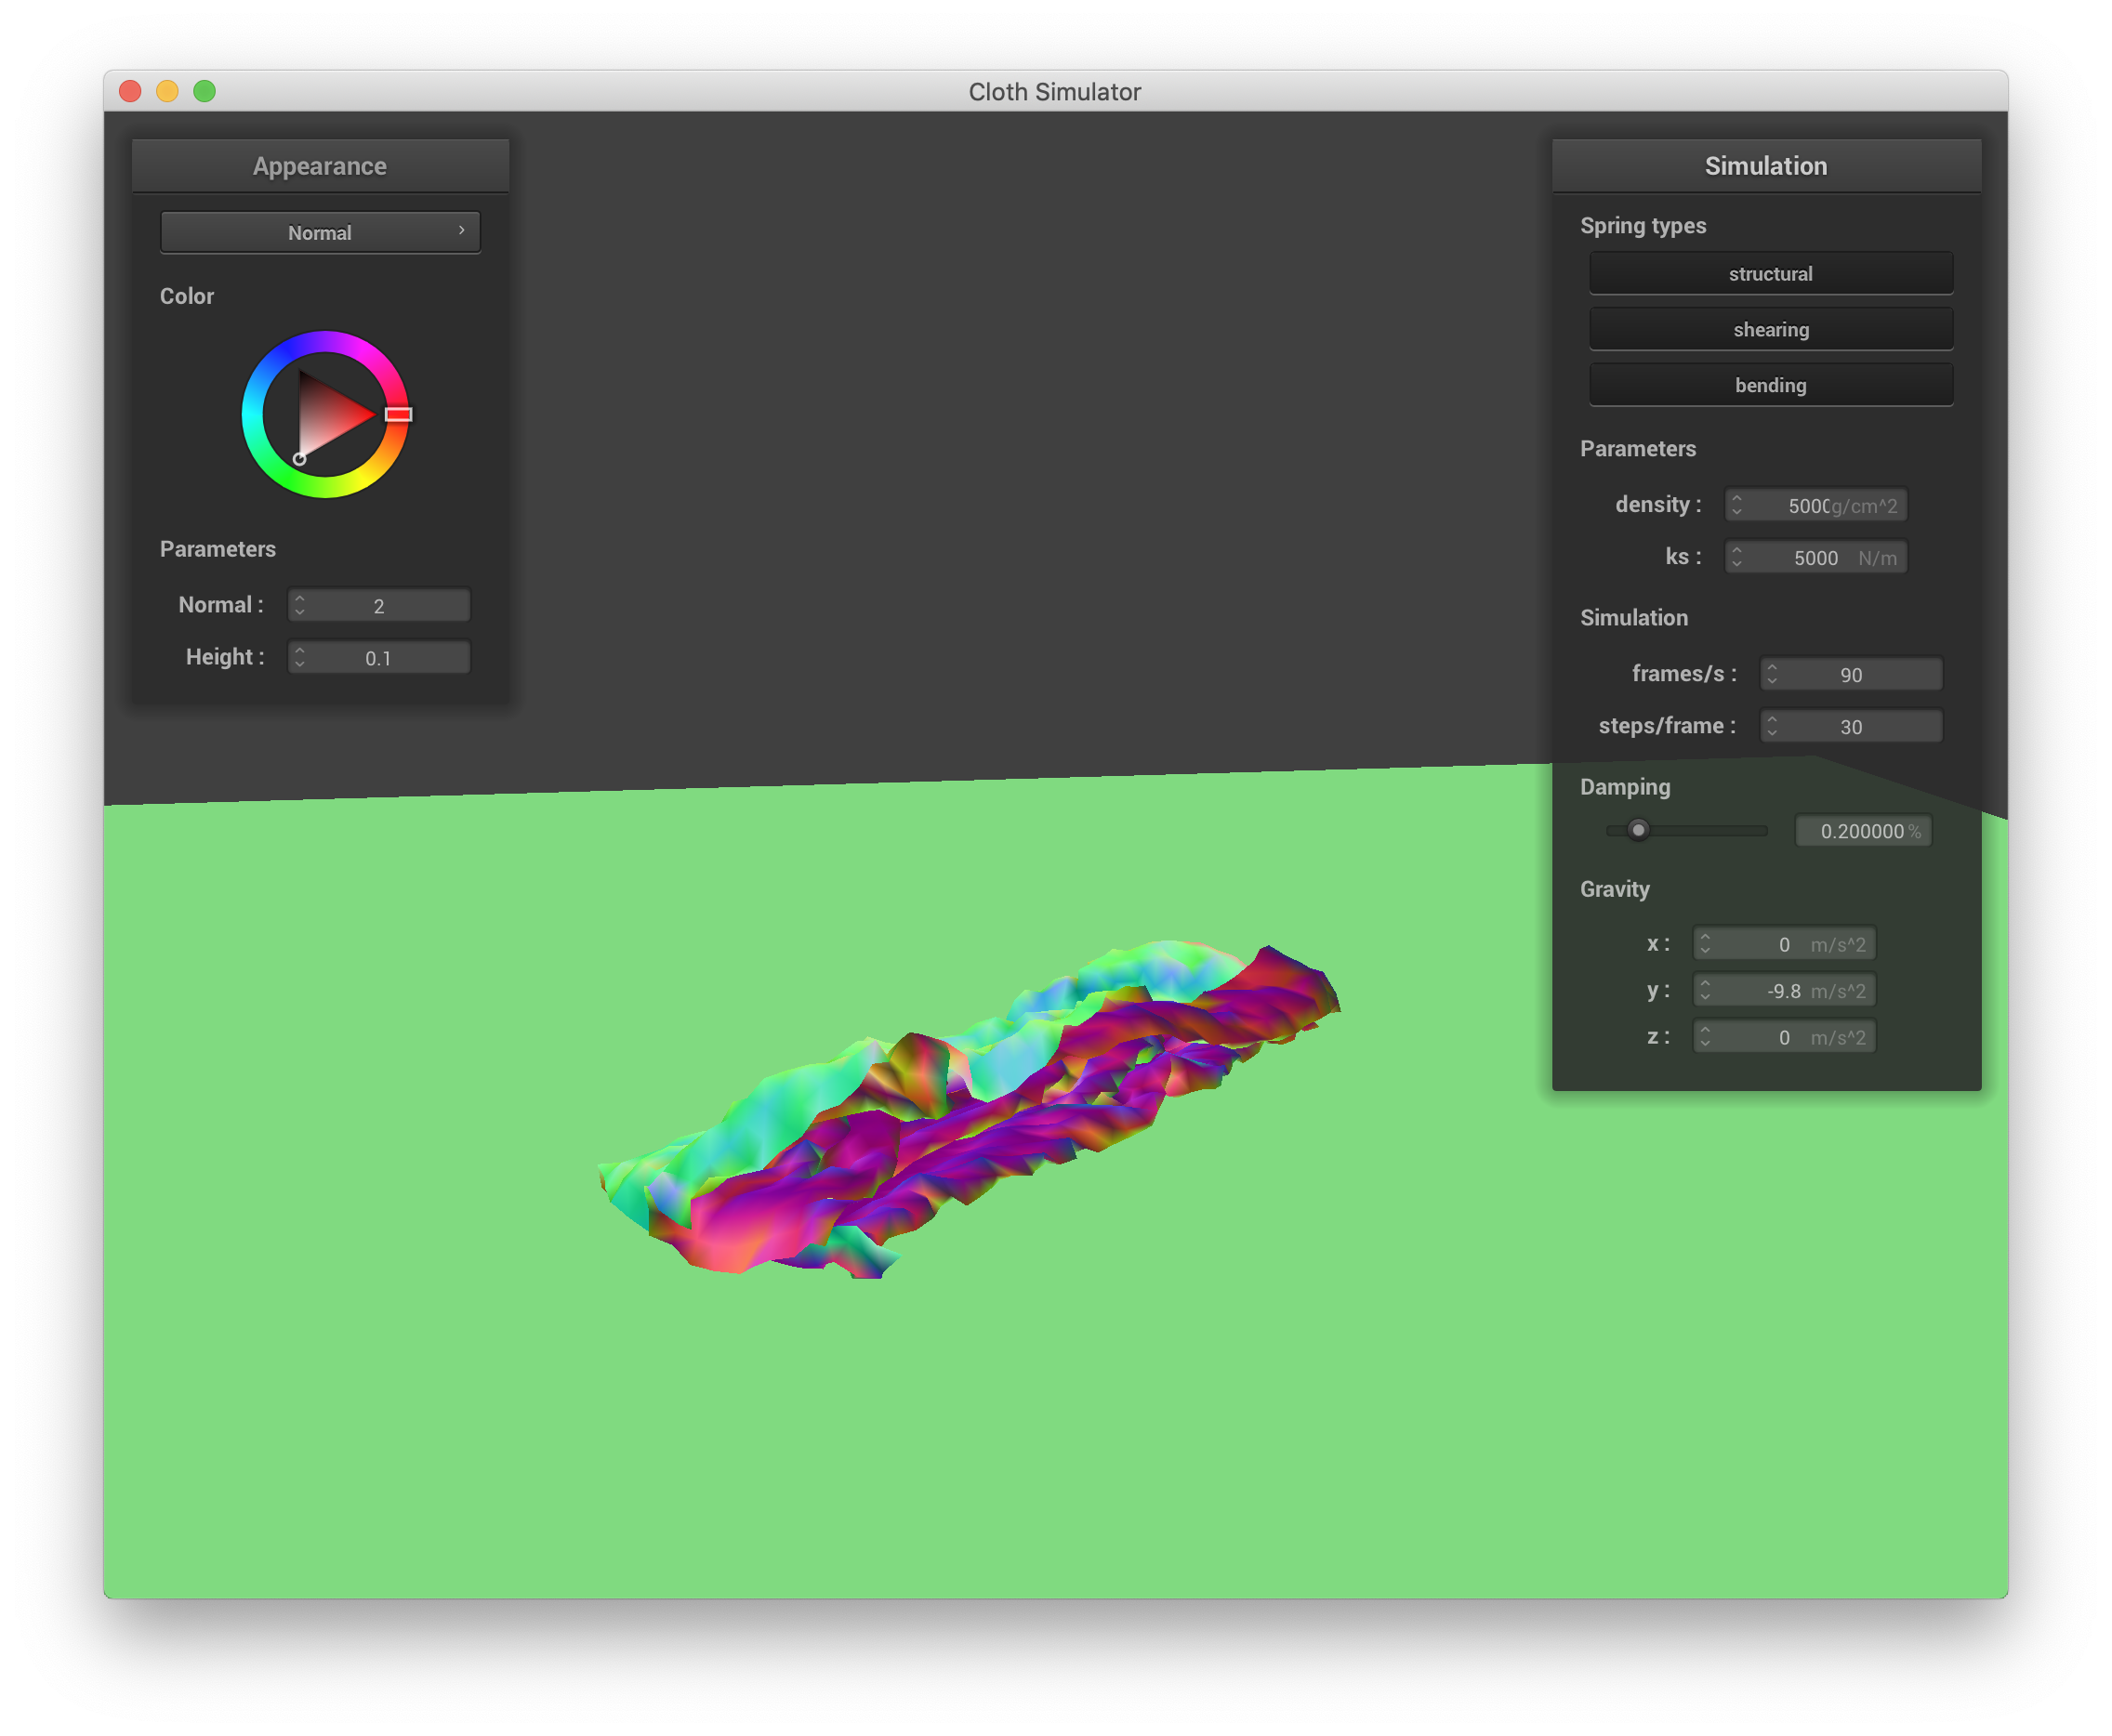 Cloth Simulator
Appearance
Normal
Color
Parameters
Normal : 2
Height : 0.1
Simulation
Spring types
structural
shearing
bending
Parameters
density : 5000 g/cm^2
ks : 5000 N/m
Simulation
frames/s : 90
steps/frame : 30
Damping
0.200000 %
Gravity
x : 0 m/s^2
y : -9.8 m/s^2
z : 0 m/s^2